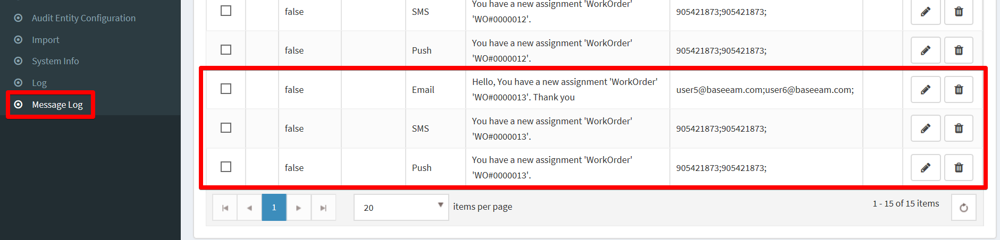 Audit Entity Configuration
Import
System Info
Log
Message Log
false SMS You have a new assignment 'WorkOrder' 905421873;905421873;
'WO#0000012'.
false Push You have a new assignment 'WorkOrder' 905421873;905421873;
'WO#0000012'.
false Email Hello, You have a new assignment 'WorkOrder' user5@baseeam.com;user6@baseeam.com;
'WO#0000013'. Thank you
false SMS You have a new assignment 'WorkOrder' 905421873;905421873;
'WO#0000013'.
false Push You have a new assignment 'WorkOrder' 905421873;905421873;
'WO#0000013'.
1 20 items per page 1 - 15 of 15 items